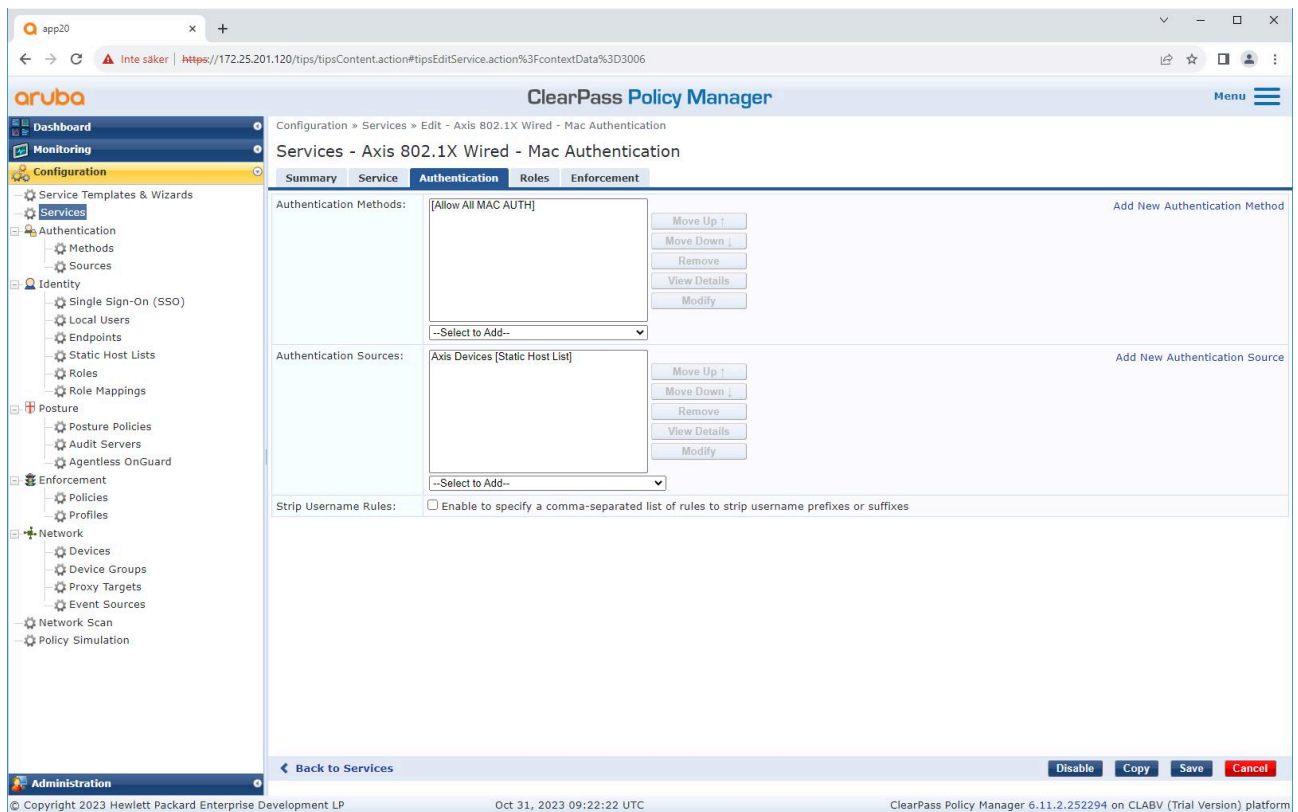 app20
Inte säker https://172.25.201.120/tips/tipsContent.action#tipsEditService.action%3FcontextData%3D3006
aruba
ClearPass Policy Manager
Menu
Dashboard
Monitoring
Configuration
Service Templates & Wizards
Services
Authentication
Methods
Sources
Identity
Single Sign-On (SSO)
Local Users
Endpoints
Static Host Lists
Roles
Role Mappings
Posture
Posture Policies
Audit Servers
Agentless OnGuard
Enforcement
Policies
Profiles
Network
Devices
Device Groups
Proxy Targets
Event Sources
Network Scan
Policy Simulation
Administration
Configuration » Services » Edit - Axis 802.1X Wired - Mac Authentication
Services - Axis 802.1X Wired - Mac Authentication
Summary Service Authentication Roles Enforcement
Authentication Methods:
[Allow All MAC AUTH]
Move Up ↑
Move Down ↓
Remove
View Details
Modify
--Select to Add--
Add New Authentication Method
Authentication Sources:
Axis Devices [Static Host List]
Move Up ↑
Move Down ↓
Remove
View Details
Modify
--Select to Add--
Add New Authentication Source
Strip Username Rules:
Enable to specify a comma-separated list of rules to strip username prefixes or suffixes
Back to Services
Disable Copy Save Cancel
© Copyright 2023 Hewlett Packard Enterprise Development LP
Oct 31, 2023 09:22:22 UTC
ClearPass Policy Manager 6.11.2.252294 on CLABV (Trial Version) platform